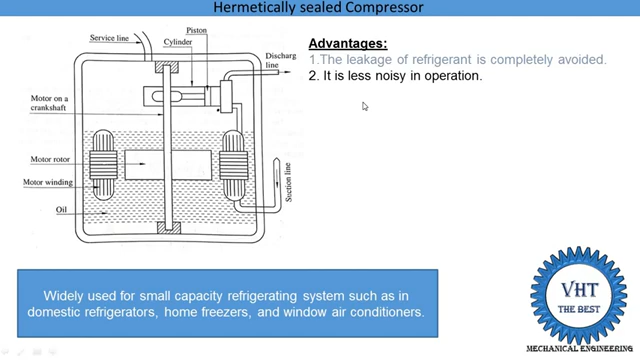 Hermetically sealed Compressor
Service line
Piston
Cylinder
Discharg
line
Motor on a
crankshaft
Motor rotor
Motor winding
Oil
Suction line
Advantages:
1.The leakage of refrigerant is completely avoided.
2. It is less noisy in operation.
Widely used for small capacity refrigerating system such as in
domestic refrigerators, home freezers, and window air conditioners.
VHT
THE BEST
MECHANICAL ENGINEERING